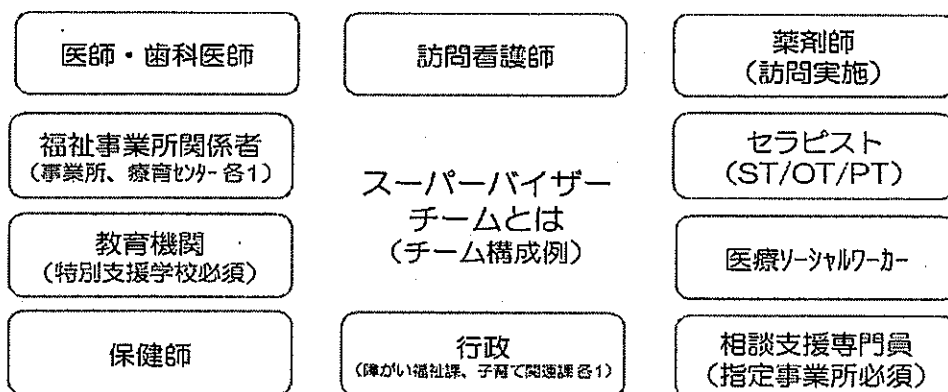 医師・歯科医師
訪問看護師
薬剤師
(訪問実施)
福祉事業所関係者
(事業所、療育ｾﾝﾀｰ各1)
スーパーバイザー
チームとは
(チーム構成例)
セラピスト
(ST/OT/PT)
教育機関
(特別支援学校必須)
医療ｿｰｼｬﾙﾜｰｶｰ
保健師
行政
(障がい福祉課、子育て関連課各1)
相談支援専門員
(指定事業所必須)